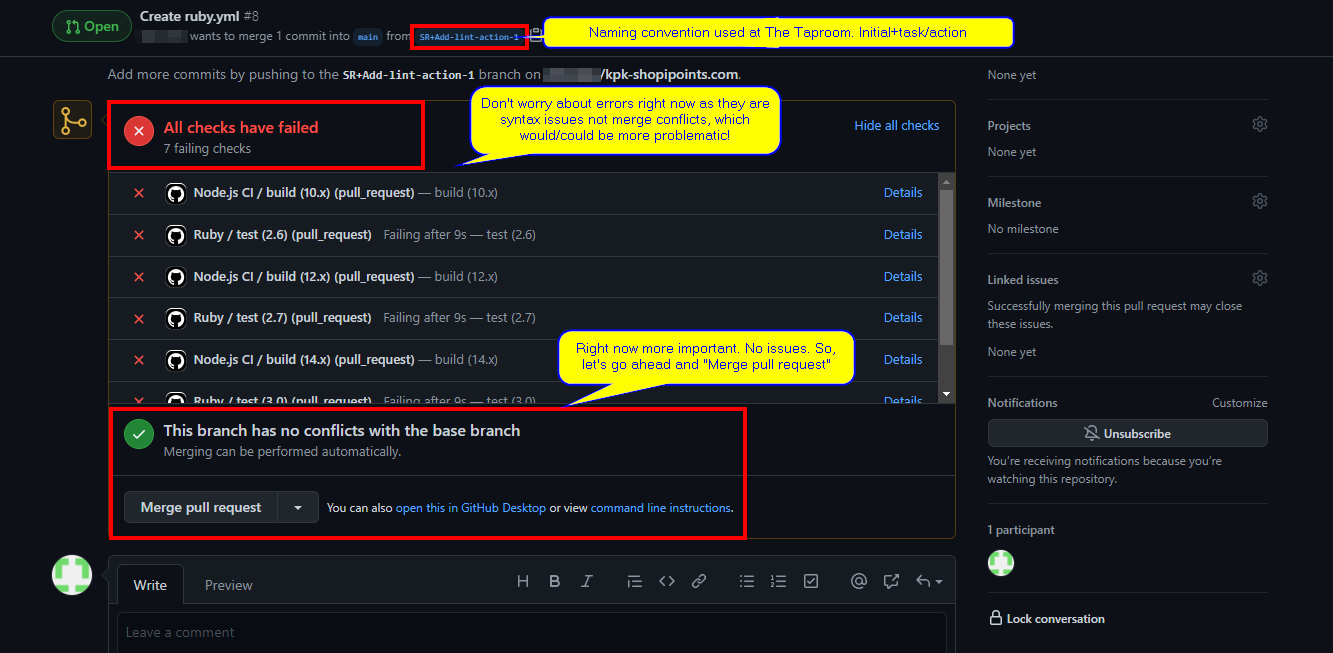 Open
Create ruby.yml #8
wants to merge 1 commit into main from SR+Add-lint-action-1
Naming convention used at The Taproom. Initial+task/action
Add more commits by pushing to the SR+Add-lint-action-1 branch on /kpk-shopipoints.com.
All checks have failed
7 failing checks
Don't worry about errors right now as they are
syntax issues not merge conflicts, which
would/could be more problematic!
Hide all checks
Node.js CI / build (10.x) (pull_request) — build (10.x) Details
Ruby / test (2.6) (pull_request) Failing after 9s — test (2.6) Details
Node.js CI / build (12.x) (pull_request) — build (12.x) Details
Ruby / test (2.7) (pull_request) Failing after 9s — test (2.7) Details
Node.js CI / build (14.x) (pull_request) — build (14.x) Details
Ruby / test (3.0) (pull_request) Failing after 9s — test (3.0) Details
Right now more important. No issues. So,
let's go ahead and "Merge pull request"
This branch has no conflicts with the base branch
Merging can be performed automatically.
Merge pull request
You can also open this in GitHub Desktop or view command line instructions.
Write Preview
H B I
Leave a comment
None yet
Projects
None yet
Milestone
No milestone
Linked issues
Successfully merging this pull request may close
these issues.
None yet
Notifications Customize
Unsubscribe
You’re receiving notifications because you’re
watching this repository.
1 participant
Lock conversation